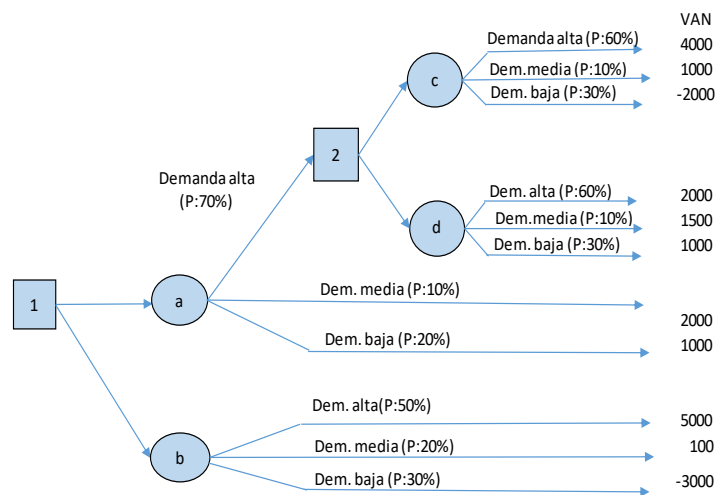 VAN
Demanda alta (P:60%) 4000
Dem.media (P:10%) 1000
c
Dem. baja (P:30%) -2000
2
Demanda alta
(P:70%)
Dem. alta (P:60%) 2000
Dem.media (P:10%) 1500
d
Dem. baja (P:30%) 1000
Dem. media (P:10%)
1
a
2000
Dem. baja (P:20%) 1000
Dem. alta(P:50%) 5000
Dem. media (P:20%) 100
b
Dem. baja (P:30%) -3000